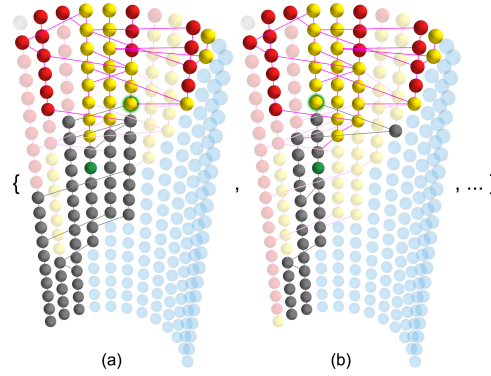 { , , ... }
(a) (b)